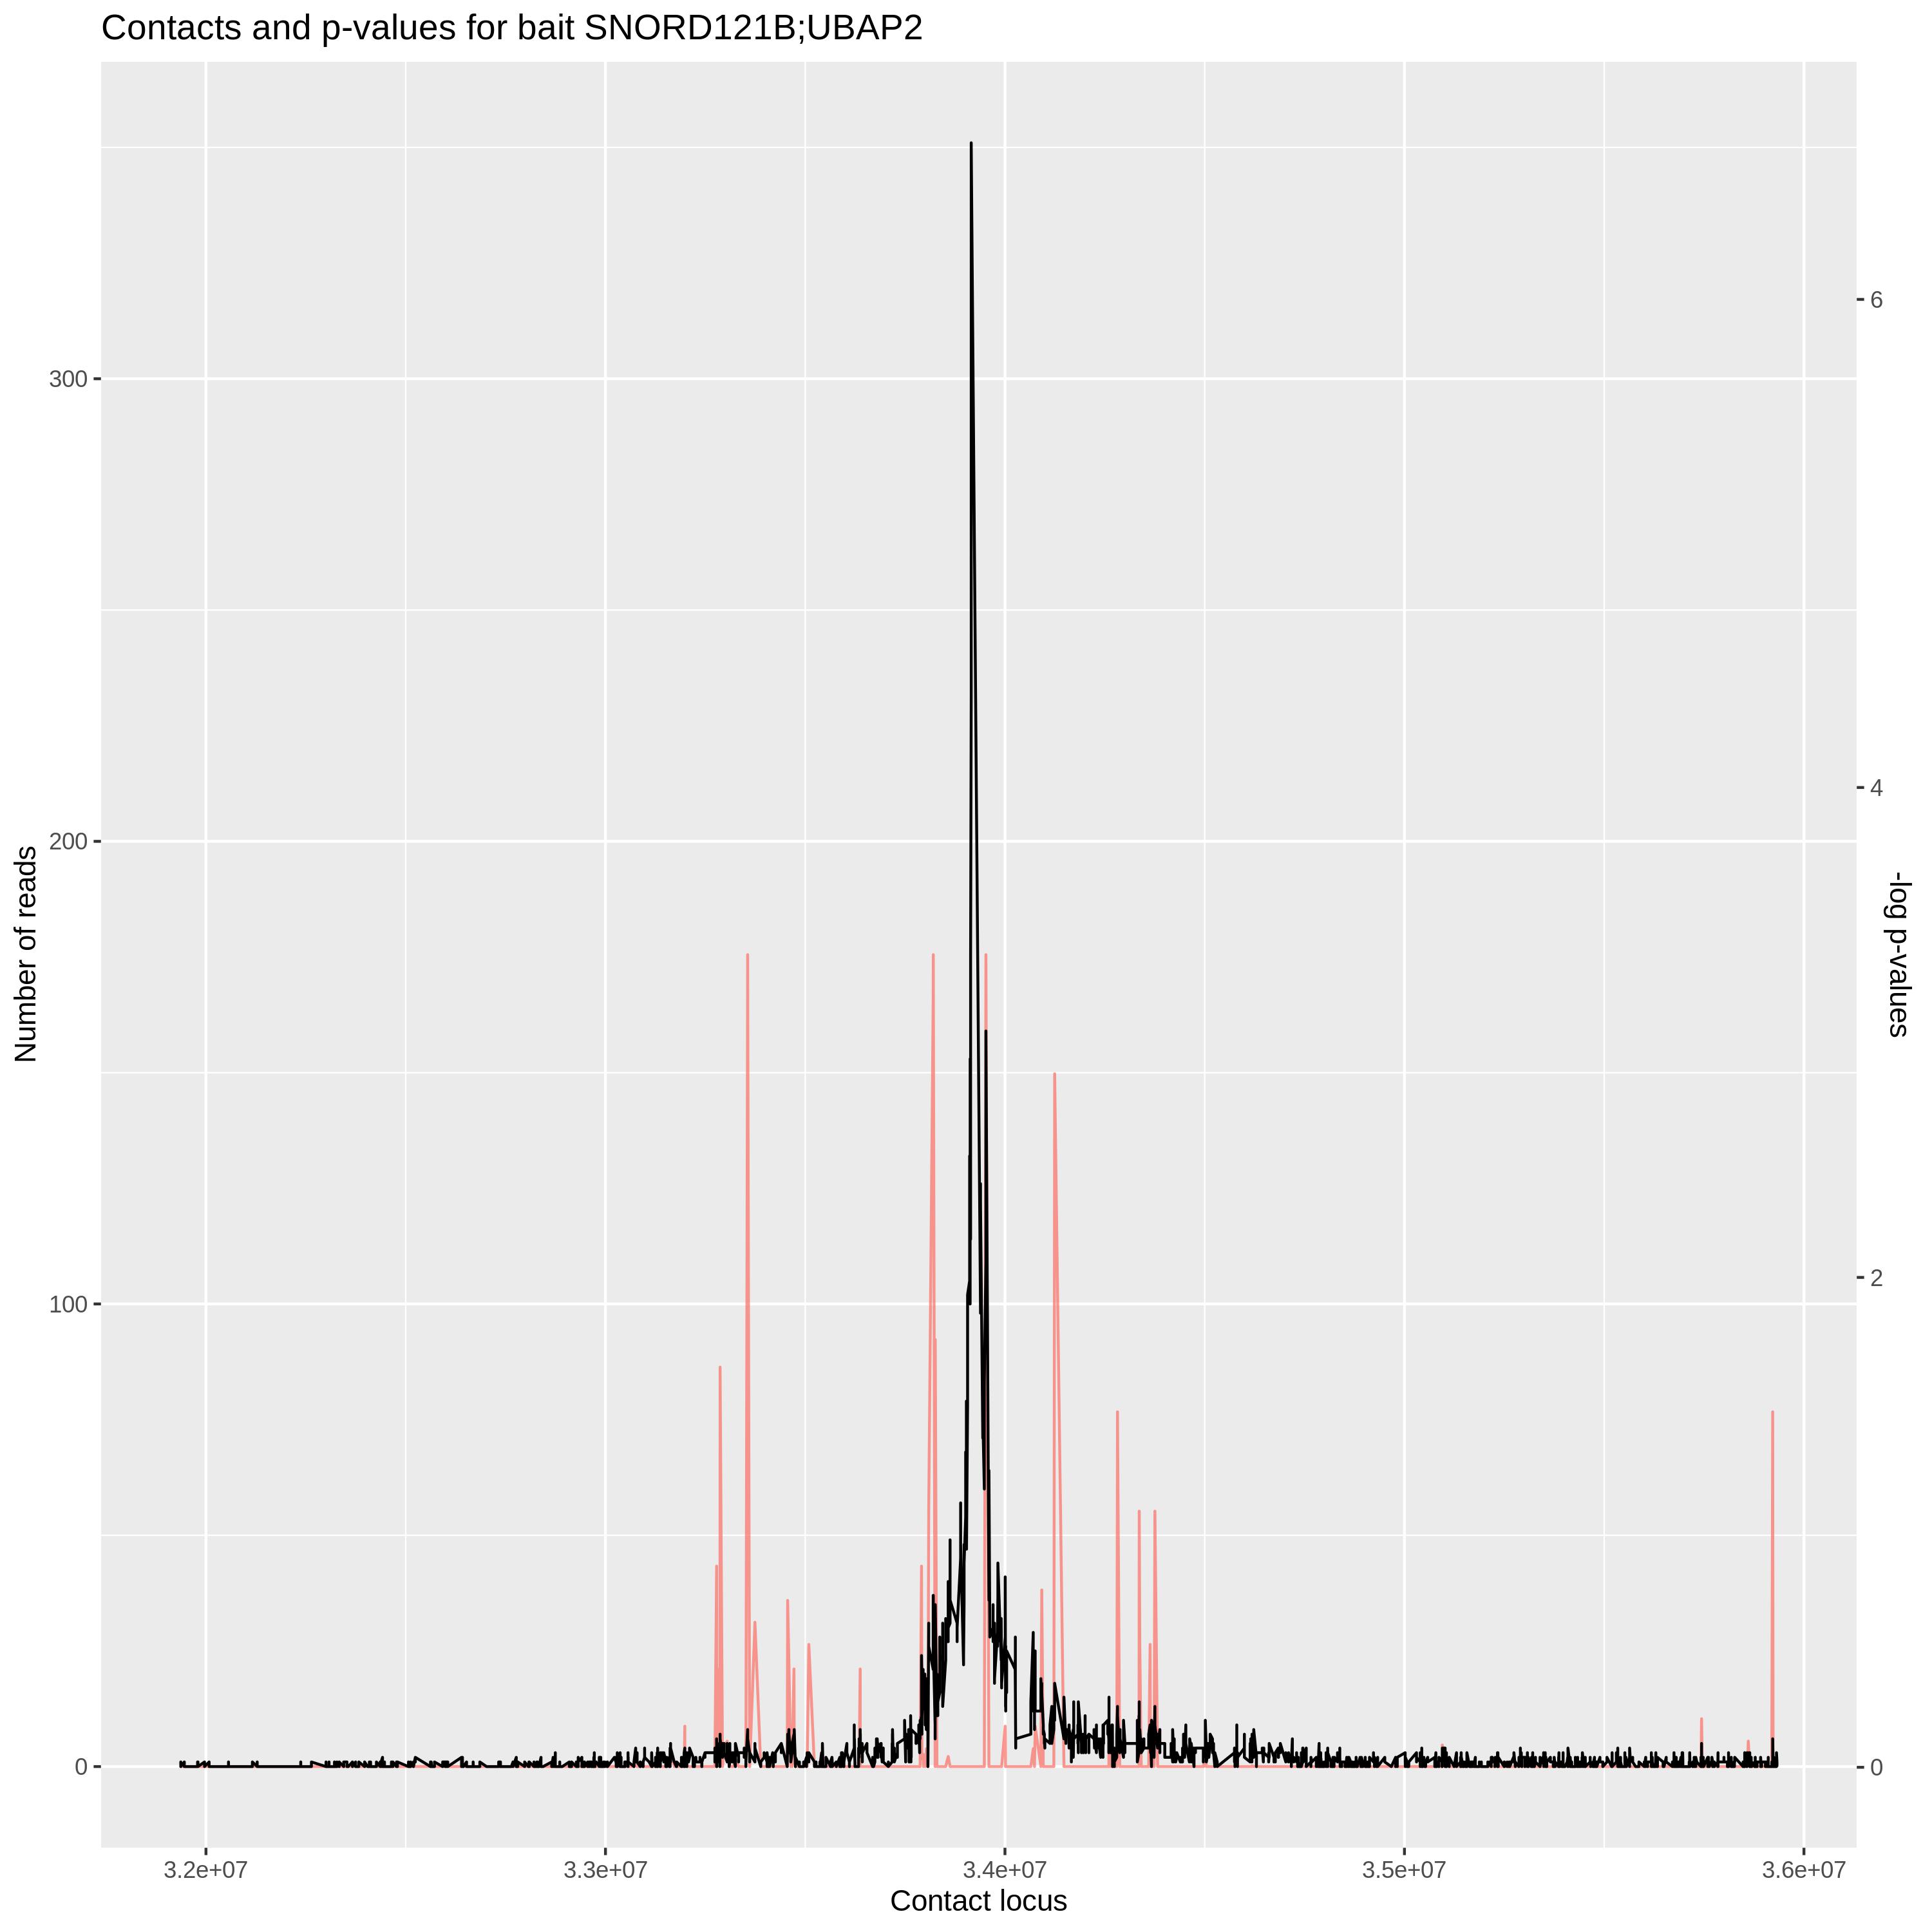 Contacts and p-values for bait SNORD121B;UBAP2
300
200
100
0
6
4
2
0
Number of reads
-log p-values
3.2e+07
3.3e+07
3.4e+07
3.5e+07
3.6e+07
Contact locus